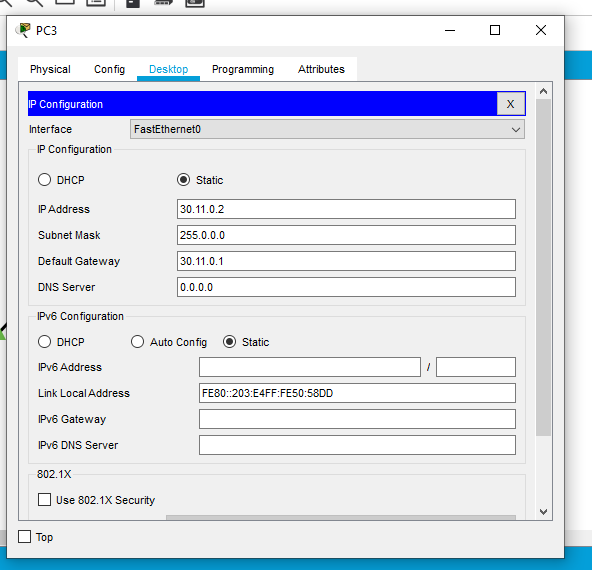 PC3
Physical Config Desktop Programming Attributes
IP Configuration X
Interface FastEthernet0
IP Configuration
DHCP Static
IP Address 30.11.0.2
Subnet Mask 255.0.0.0
Default Gateway 30.11.0.1
DNS Server 0.0.0.0
IPv6 Configuration
DHCP Auto Config Static
IPv6 Address /
Link Local Address FE80::203:E4FF:FE50:58DD
IPv6 Gateway
IPv6 DNS Server
802.1X
Use 802.1X Security
Top